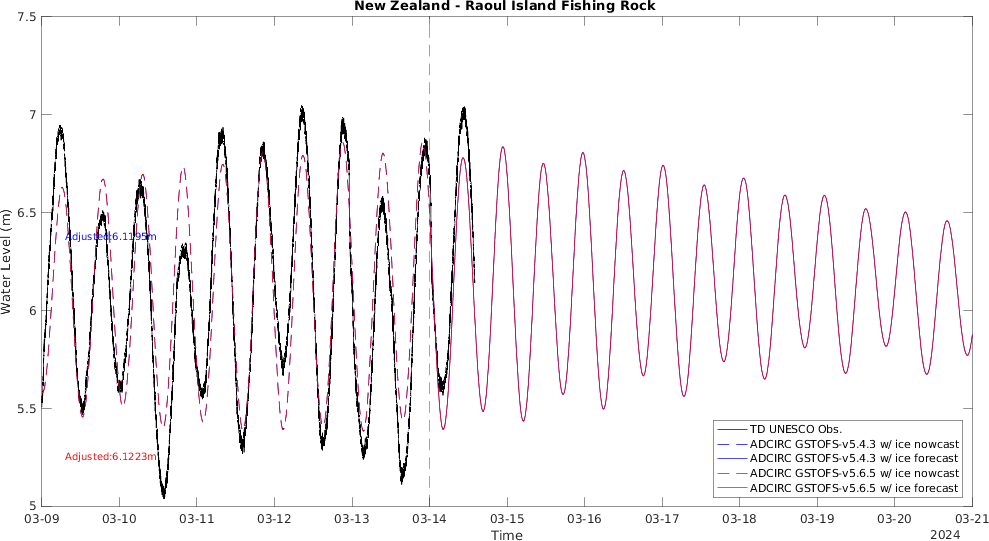 New Zealand - Raoul Island Fishing Rock
7.5
7
6.5
6
5.5
5
Water Level (m)
Adjusted:6.1195m
Adjusted:6.1223m
TD UNESCO Obs.
ADCIRC GSTOFS-v5.4.3 w/ ice nowcast
ADCIRC GSTOFS-v5.4.3 w/ ice forecast
ADCIRC GSTOFS-v5.6.5 w/ ice nowcast
ADCIRC GSTOFS-v5.6.5 w/ ice forecast
03-09 03-10 03-11 03-12 03-13 03-14 03-15 03-16 03-17 03-18 03-19 03-20 03-21
Time
2024